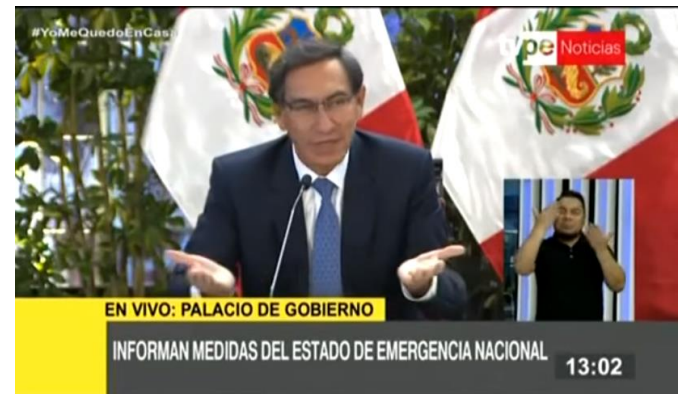 #YoMeQuedoEnCasa
tvpe Noticias
EN VIVO: PALACIO DE GOBIERNO
INFORMAN MEDIDAS DEL ESTADO DE EMERGENCIA NACIONAL
13:02